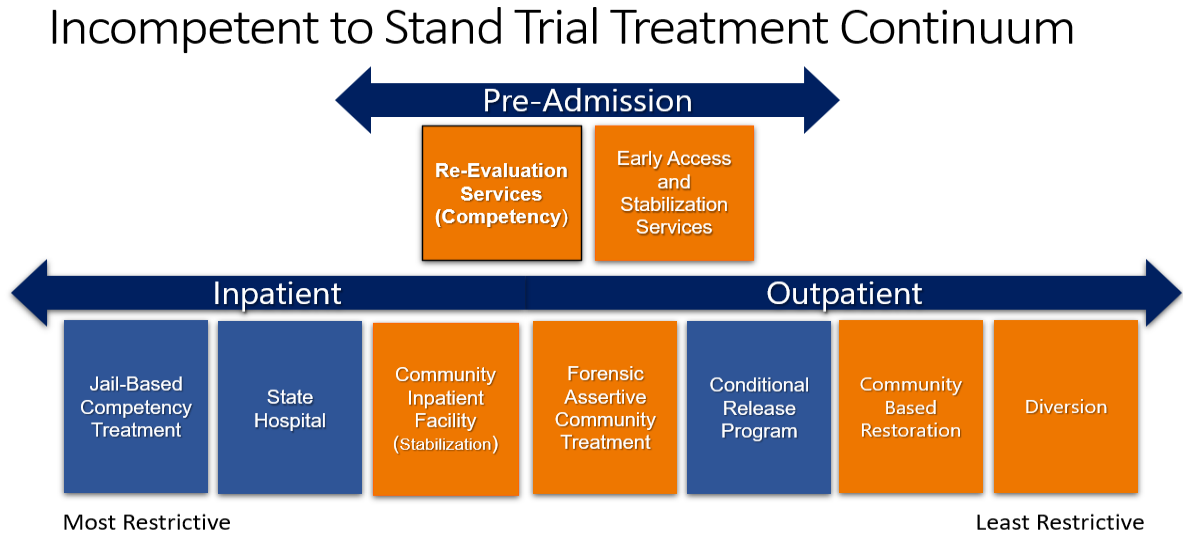 Incompetent to Stand Trial Treatment Continuum
Pre-Admission
Re-Evaluation
Services
(Competency)
Early Access
and
Stabilization
Services
Inpatient
Outpatient
Jail-Based
Competency
Treatment
State
Hospital
Community
Inpatient
Facility
(Stabilization)
Forensic
Assertive
Community
Treatment
Conditional
Release
Program
Community
Based
Restoration
Diversion
Most Restrictive
Least Restrictive